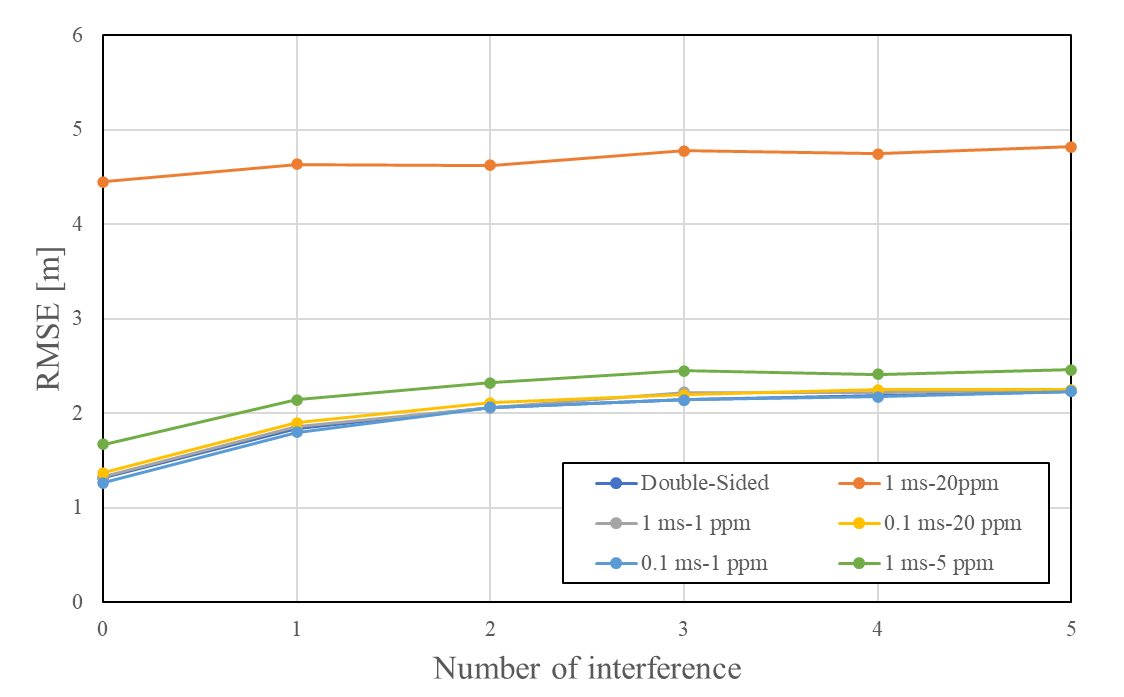 6
5
4
3
2
1
0
RMSE [m]
0 1 2 3 4 5
Number of interference
Double-Sided 1 ms-20ppm
1 ms-1 ppm 0.1 ms-20 ppm
0.1 ms-1 ppm 1 ms-5 ppm